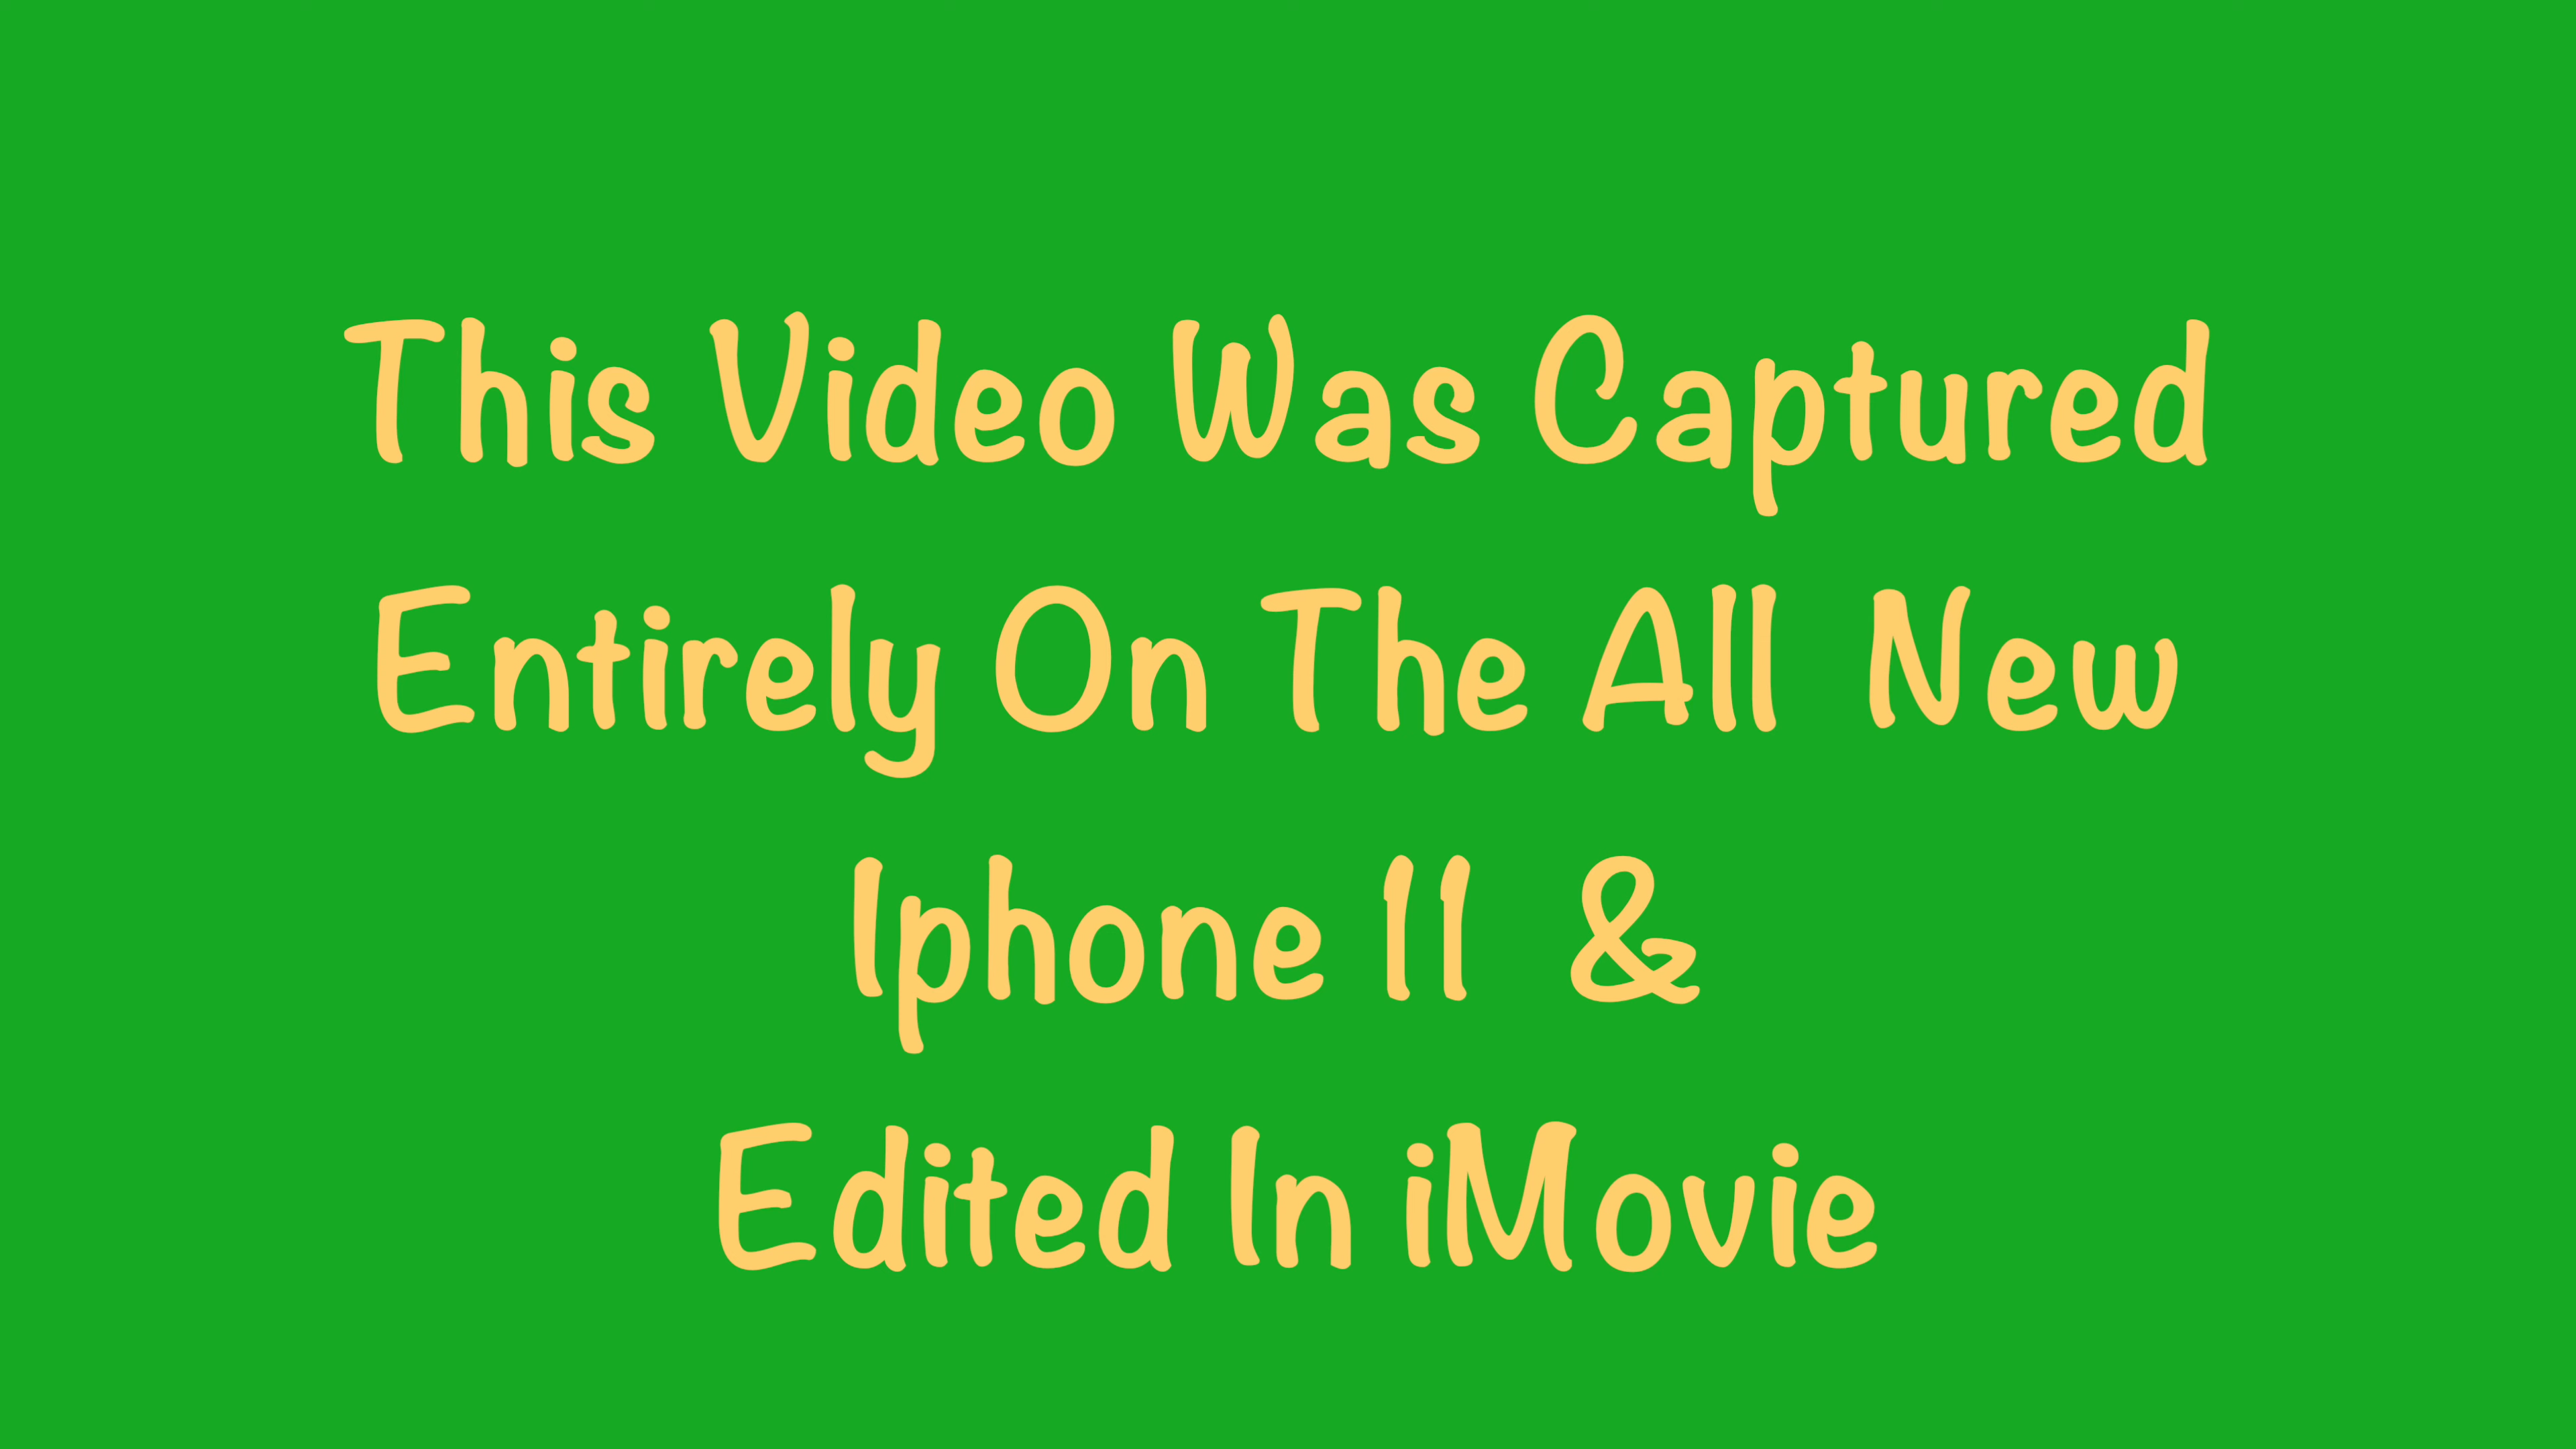 This Video Was Captured
Entirely On The All New
Iphone 11 &
Edited In iMovie